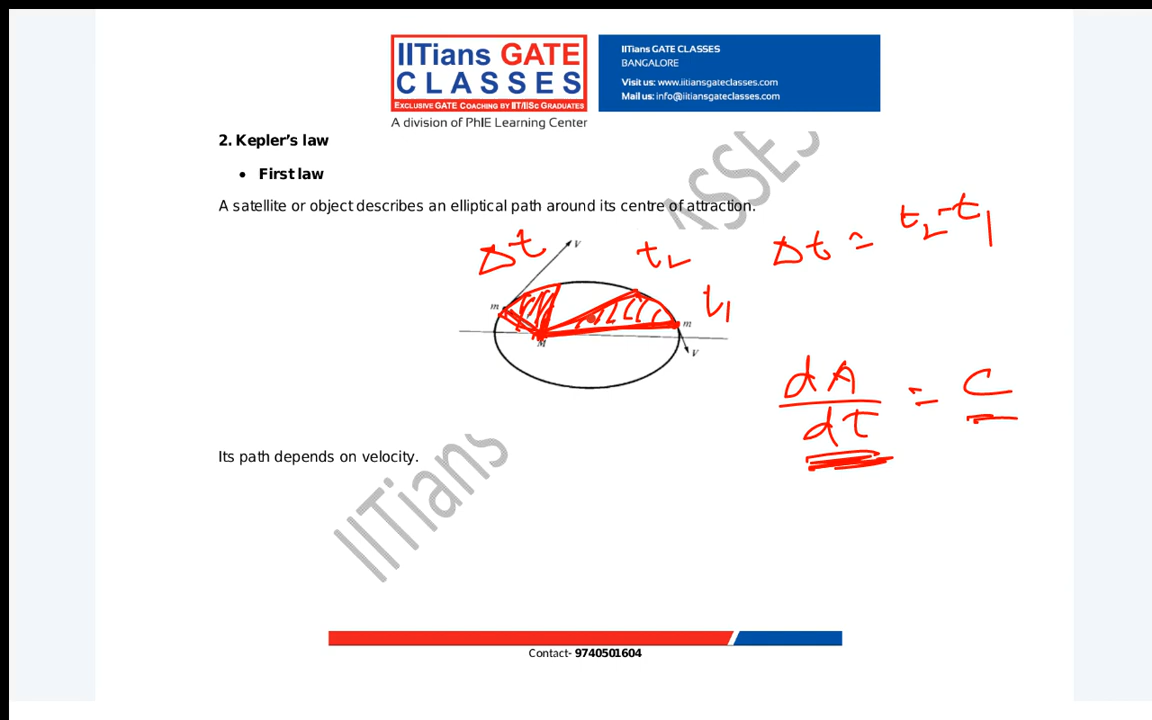 IITians GATE
CLASSES
EXCLUSIVE GATE COACHING BY IIT/IISc GRADUATES
A division of PhIE Learning Center
IITians GATE CLASSES
BANGALORE
Visit us: www.iitiansgateclasses.com
Mail us: info@iitiansgateclasses.com
2. Kepler's law
• First law
A satellite or object describes an elliptical path around its centre of attraction.
Δt
V
t₂
Δt = t₂-t₁
m
t₁
m
M
V
dA/dt = C
Its path depends on velocity.
IITians
ASSES
Contact- 9740501604